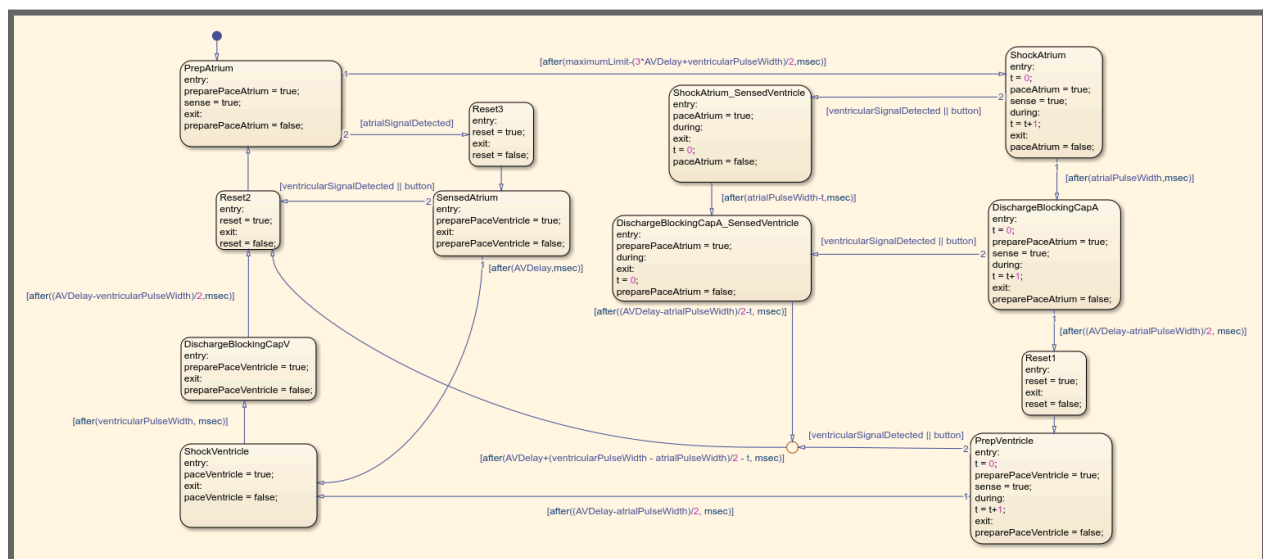 PrepAtrium
entry:
preparePaceAtrium = true;
sense = true;
exit:
preparePaceAtrium = false;
1
[after(maximumLimit-(3*AVDelay+ventricularPulseWidth)/2,msec)]
2
[atrialSignalDetected]
ShockAtrium
entry:
t = 0;
paceAtrium = true;
sense = true;
during:
t = t+1;
exit:
paceAtrium = false;
2
[ventricularSignalDetected || button]
1
[after(atrialPulseWidth,msec)]
ShockAtrium_SensedVentricle
entry:
paceAtrium = true;
during:
exit:
t = 0;
paceAtrium = false;
[after(atrialPulseWidth-t,msec)]
Reset3
entry:
reset = true;
exit:
reset = false;
SensedAtrium
entry:
preparePaceVentricle = true;
exit:
preparePaceVentricle = false;
2
[ventricularSignalDetected || button]
1
[after(AVDelay,msec)]
Reset2
entry:
reset = true;
exit:
reset = false;
DischargeBlockingCapA_SensedVentricle
entry:
preparePaceAtrium = true;
during:
exit:
t = 0;
preparePaceAtrium = false;
[after((AVDelay-atrialPulseWidth)/2-t, msec)]
DischargeBlockingCapA
entry:
t = 0;
preparePaceAtrium = true;
sense = true;
during:
t = t+1;
exit:
preparePaceAtrium = false;
2
[ventricularSignalDetected || button]
1
[after((AVDelay-atrialPulseWidth)/2, msec)]
Reset1
entry:
reset = true;
exit:
reset = false;
[after((AVDelay-ventricularPulseWidth)/2,msec)]
DischargeBlockingCapV
entry:
preparePaceVentricle = true;
exit:
preparePaceVentricle = false;
[after(ventricularPulseWidth, msec)]
ShockVentricle
entry:
paceVentricle = true;
exit:
paceVentricle = false;
PrepVentricle
entry:
t = 0;
preparePaceVentricle = true;
sense = true;
during:
t = t+1;
exit:
preparePaceVentricle = false;
2
[ventricularSignalDetected || button]
[after(AVDelay+(ventricularPulseWidth - atrialPulseWidth)/2 - t, msec)]
1
[after((AVDelay-atrialPulseWidth)/2, msec)]